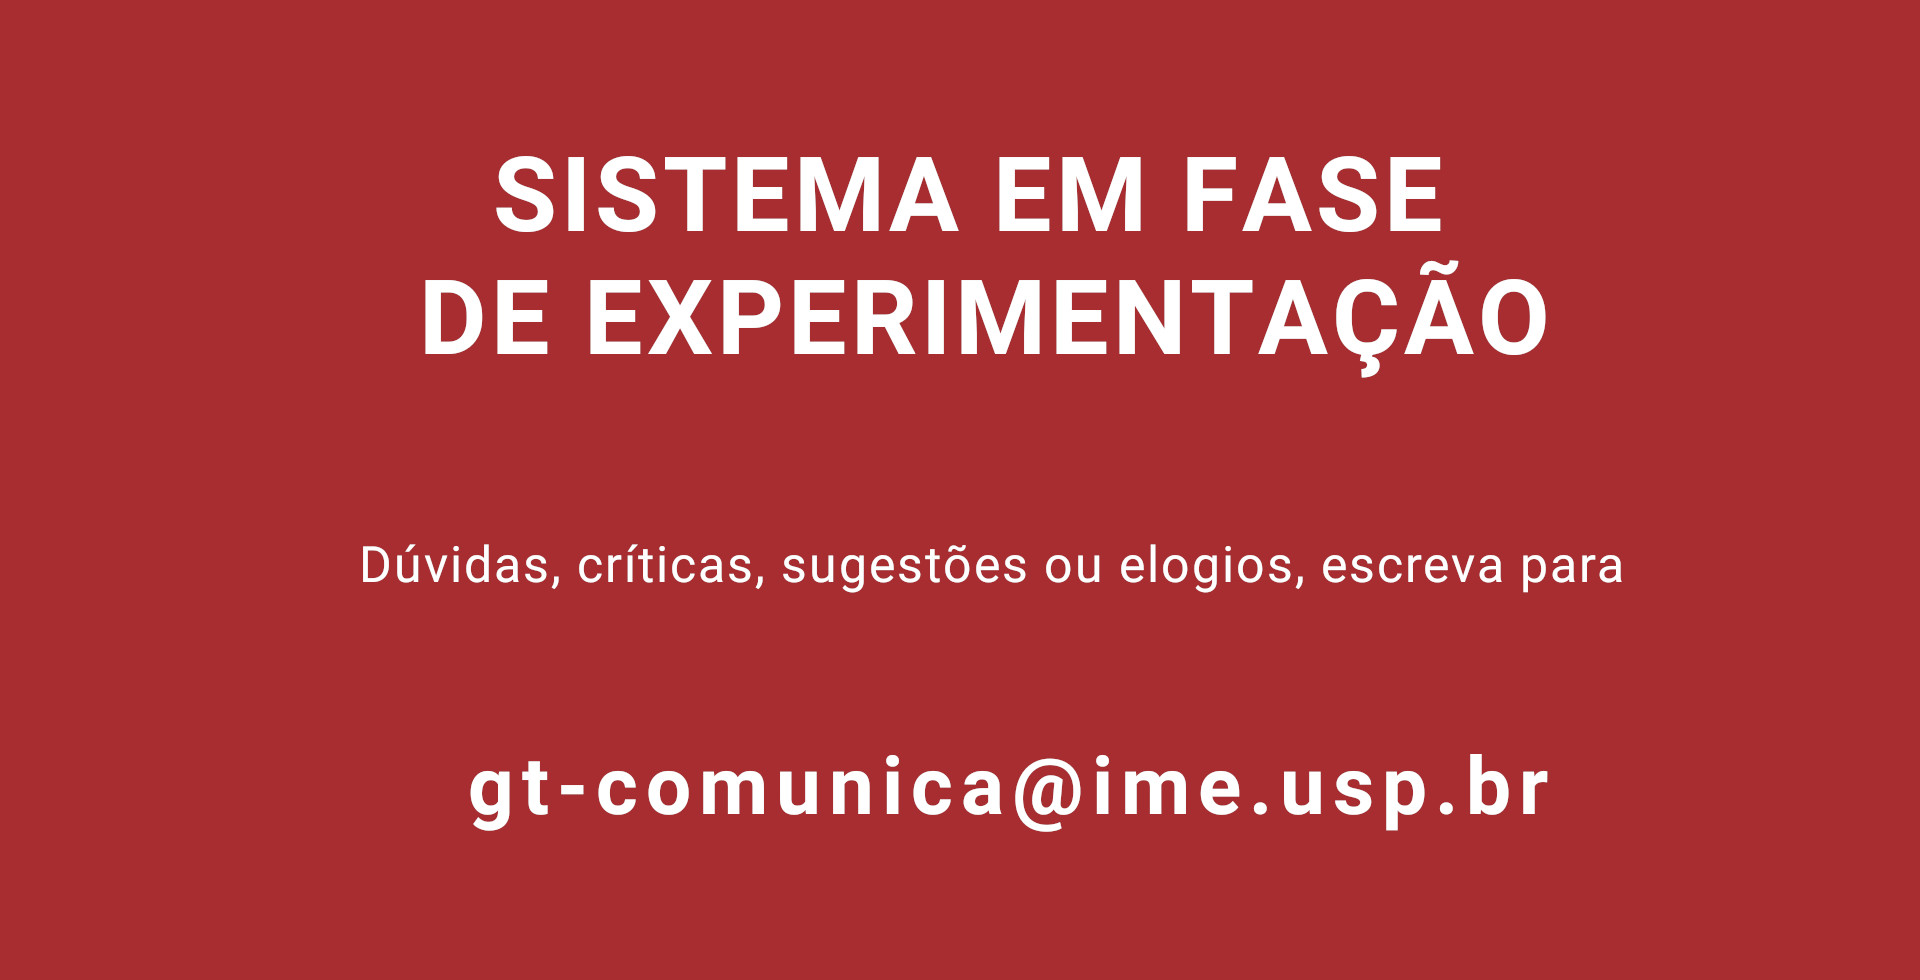 SISTEMA EM FASE
DE EXPERIMENTAÇÃO
Dúvidas, críticas, sugestões ou elogios, escreva para
gt-comunica@ime.usp.br